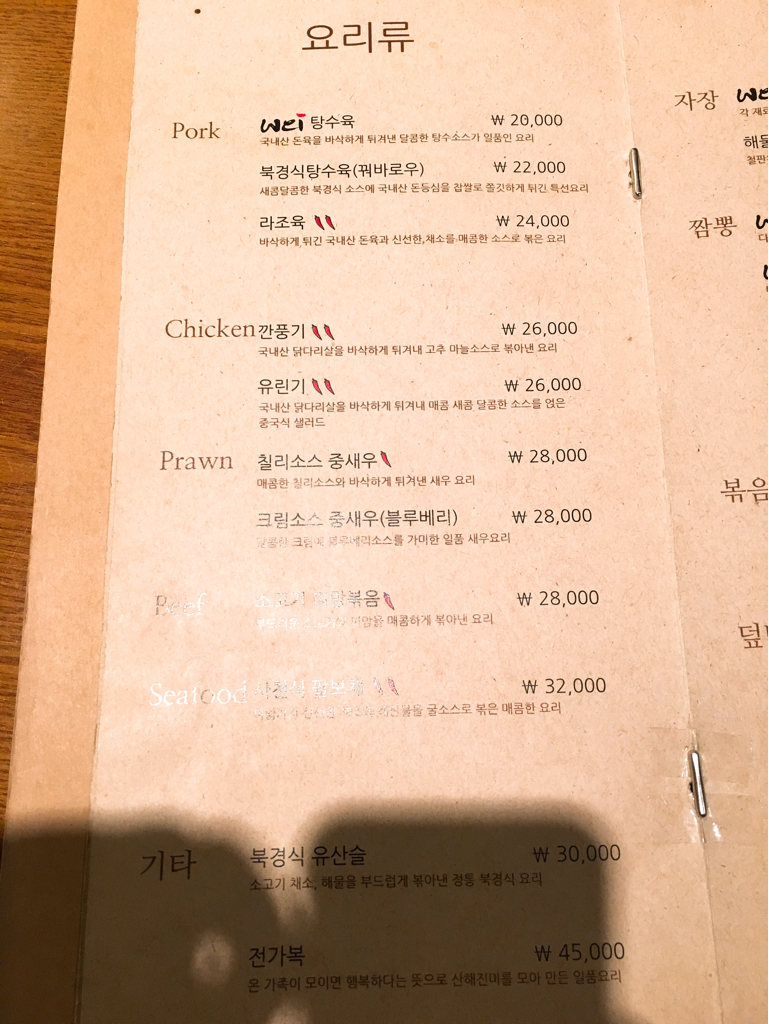 요리류
Pork
wei 탕수육 ₩ 20,000
국내산 돈육을 바삭하게 튀겨낸 달콤한 탕수소스가 일품인 요리
북경식탕수육(꿔바로우) ₩ 22,000
새콤달콤한 북경식 소스에 국내산 돈등심을 찹쌀로 쫄깃하게 튀긴 특선요리
라조육 ₩ 24,000
바삭하게 튀긴 국내산 돈육과 신선한,채소를 매콤한 소스로 볶은 요리
Chicken
깐풍기 ₩ 26,000
국내산 닭다리살을 바삭하게 튀겨내 고추 마늘소스로 볶아낸 요리
유린기 ₩ 26,000
국내산 닭다리살을 바삭하게 튀겨내 매콤 새콤 달콤한 소스를 얹은
중국식 샐러드
Prawn
칠리소스 중새우 ₩ 28,000
매콤한 칠리소스와 바삭하게 튀겨낸 새우 요리
크림소스 중새우(블루베리) ₩ 28,000
달콤한 크림에 블루베리소스를 가미한 일품 새우요리
Beef
소고기 볶음 ₩ 28,000
매콤하게 볶아낸 요리
Seafood
사천식 팔보채 ₩ 32,000
해산물을 굴소스로 볶은 매콤한 요리
기타
북경식 유산슬 ₩ 30,000
소고기 채소, 해물을 부드럽게 볶아낸 정통 북경식 요리
전가복 ₩ 45,000
온 가족이 모이면 행복하다는 뜻으로 산해진미를 모아 만든 일품요리
자장
각 재료
해물
철판
짬뽕
볶음